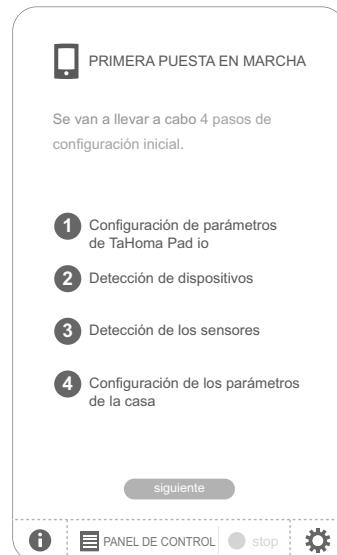 PRIMERA PUESTA EN MARCHA
Se van a llevar a cabo 4 pasos de
configuración inicial.
1 Configuración de parámetros
de TaHoma Pad io
2 Detección de dispositivos
3 Detección de los sensores
4 Configuración de los parámetros
de la casa
siguiente
i PANEL DE CONTROL stop